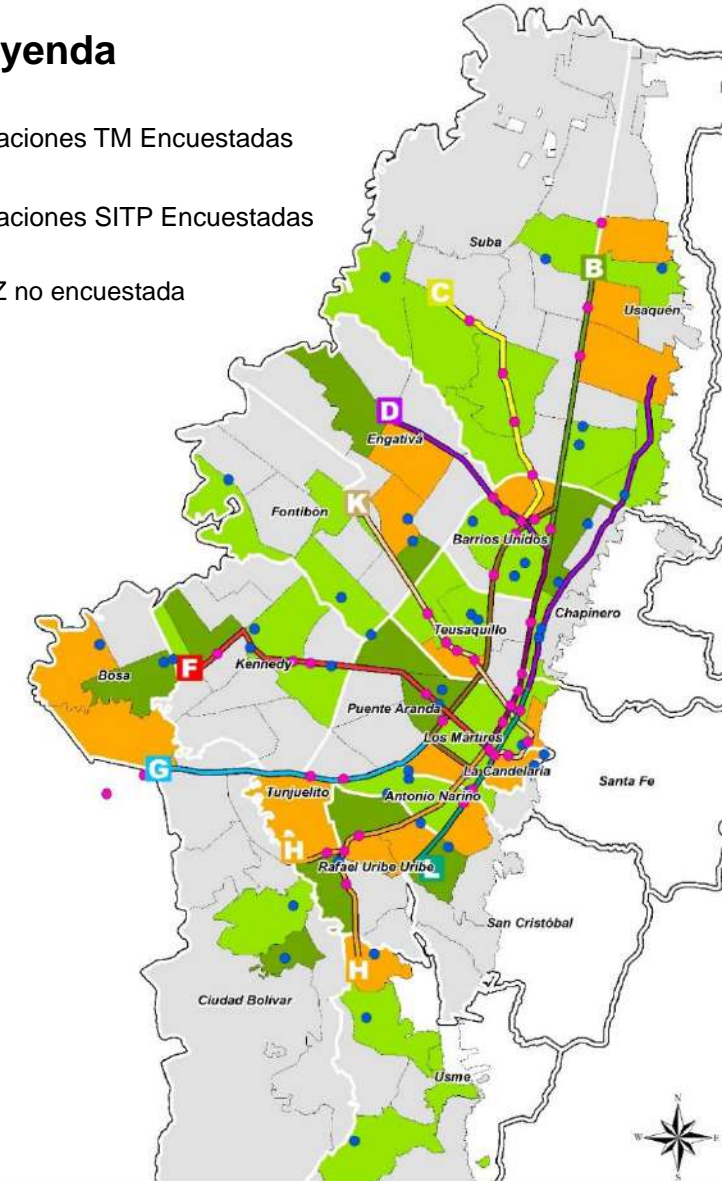 yenda
aciones TM Encuestadas
aciones SITP Encuestadas
Z no encuestada
Suba
B
C
Usaquén
D
Engativá
K
Fontibón
Barrios Unidos
Chapinero
Teusaquillo
F
Kennedy
Bosa
Puente Aranda
Los Mártires
G
La Candelaria
Santa Fe
Tunjuelito
Antonio Nariño
H
Rafael Uribe Uribe
L
San Cristóbal
H
Ciudad Bolívar
Usme
N
W
E
S